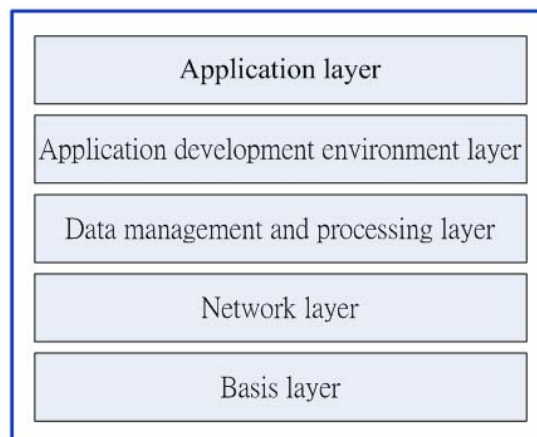 Application layer
Application development environment layer
Data management and processing layer
Network layer
Basis layer